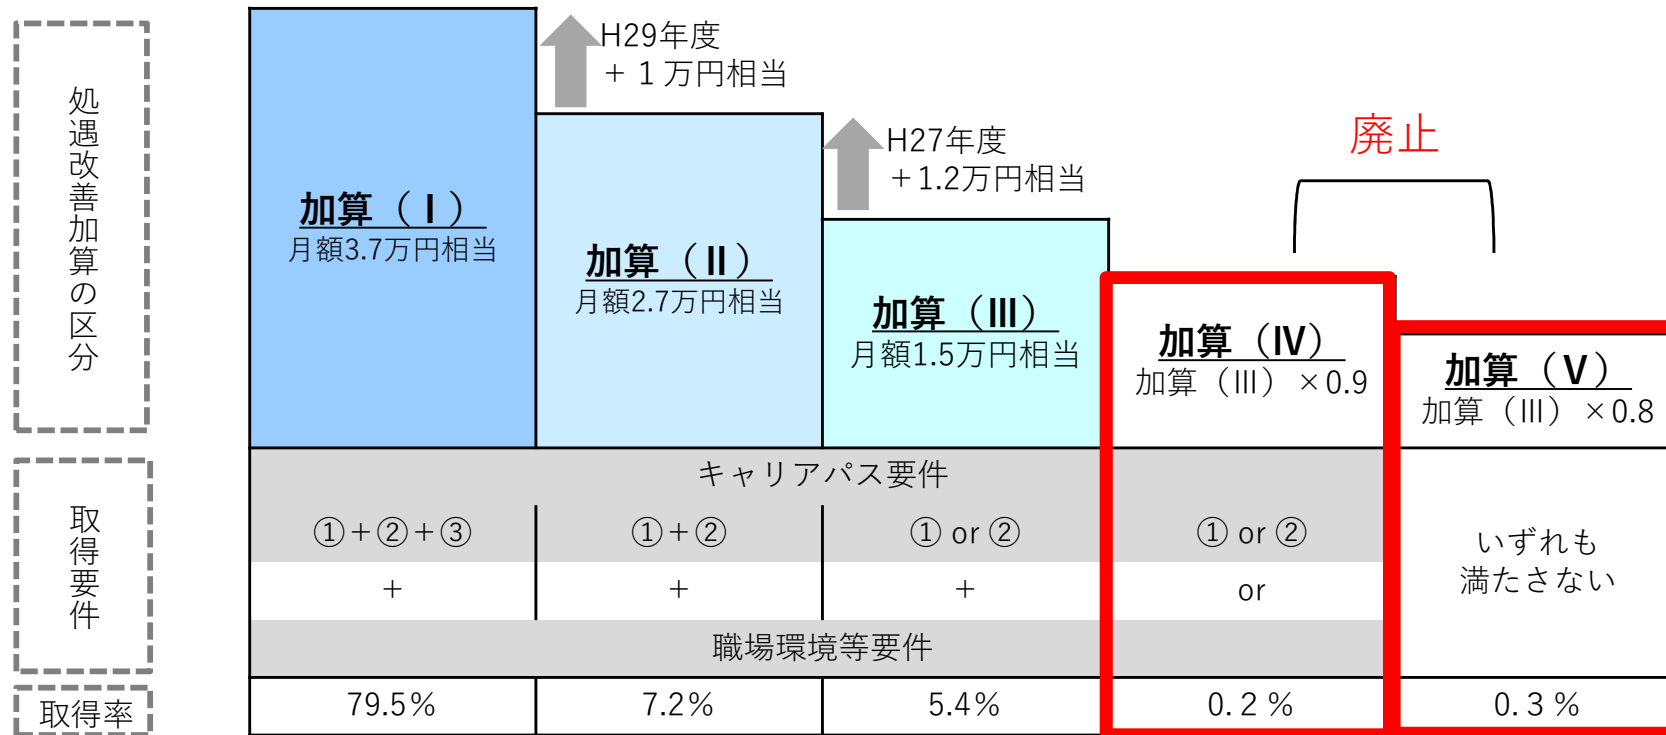 処遇改善加算の区分
H29年度
+ 1 万円相当
H27年度
+1.2万円相当
廃止
加算（Ⅰ）
月額3.7万円相当
加算（Ⅱ）
月額2.7万円相当
加算（Ⅲ）
月額1.5万円相当
加算（Ⅳ）
加算（Ⅲ）×0.9
加算（Ⅴ）
加算（Ⅲ）×0.8
取得要件
キャリアパス要件
①+②+③
①+②
① or ②
① or ②
いずれも
満たさない
+
+
+
or
職場環境等要件
取得率
79.5%
7.2%
5.4%
0. 2 %
0. 3 %